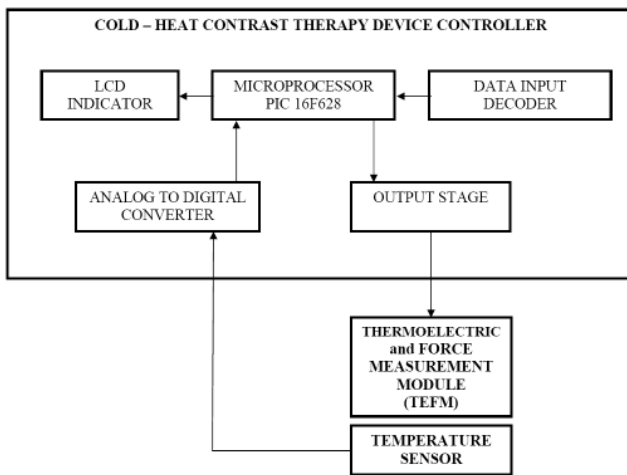 COLD – HEAT CONTRAST THERAPY DEVICE CONTROLLER
LCD
INDICATOR
MICROPROCESSOR
PIC 16F628
DATA INPUT
DECODER
ANALOG TO DIGITAL
CONVERTER
OUTPUT STAGE
THERMOELECTRIC
and FORCE
MEASUREMENT
MODULE
(TEFM)
TEMPERATURE
SENSOR